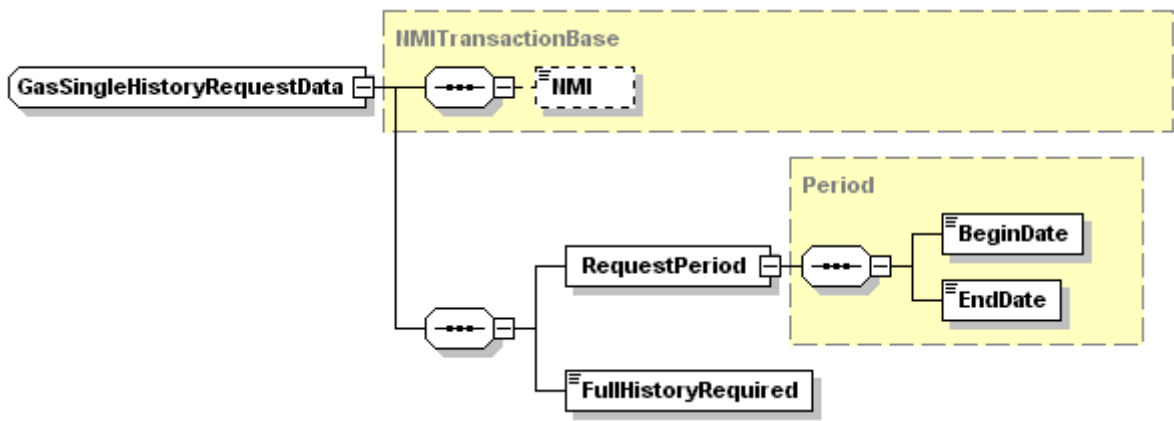 NMITransactionBase
GasSingleHistoryRequestData
NMI
Period
BeginDate
RequestPeriod
EndDate
FullHistoryRequired